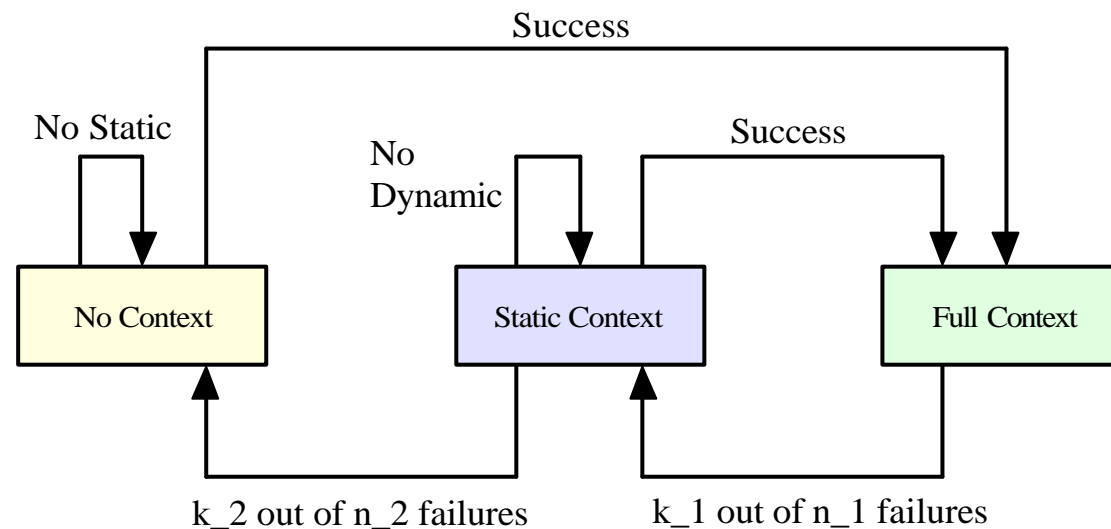 Success
No Static
No
Dynamic
Success
No Context
Static Context
Full Context
k_2 out of n_2 failures
k_1 out of n_1 failures